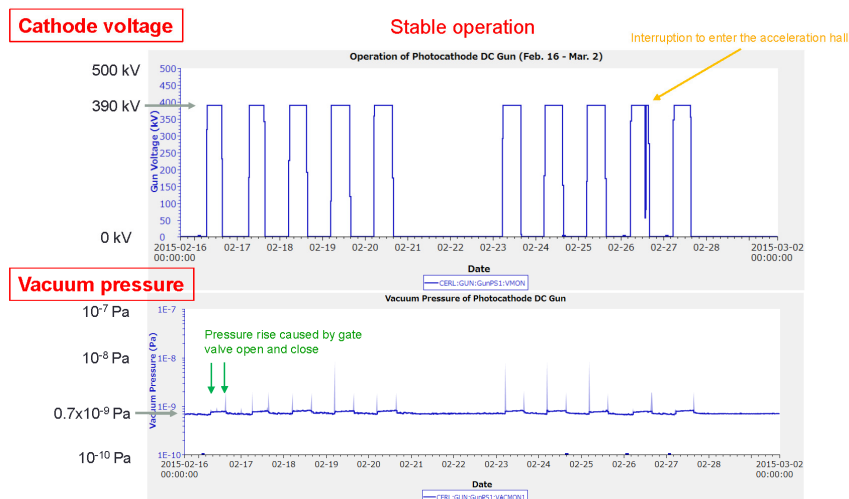 Cathode voltage
Stable operation
Interruption to enter the acceleration hall
Operation of Photocathode DC Gun (Feb. 16 - Mar. 2)
500 kV
390 kV
0 kV
Gun Voltage (kV)
500
450
400
350
300
250
200
150
100
50
0
2015-02-16 02-17 02-18 02-19 02-20 02-21 02-22 02-23 02-24 02-25 02-26 02-27 02-28 2015-03-02
00:00:00 00:00:00
Date
CERL:GUN:GunPS1:VMON
Vacuum pressure
Vacuum Pressure of Photocathode DC Gun
10⁻⁷ Pa
10⁻⁸ Pa
0.7x10⁻⁹ Pa
10⁻¹⁰ Pa
Vacuum Pressure (Pa)
1E-7
1E-8
1E-9
1E-10
Pressure rise caused by gate
valve open and close
2015-02-16 02-17 02-18 02-19 02-20 02-21 02-22 02-23 02-24 02-25 02-26 02-27 02-28 2015-03-02
00:00:00 00:00:00
Date
CERL:GUN:GunPS1:VACMON1